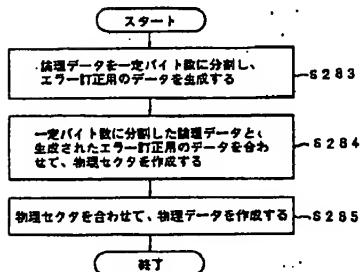 スタート
論理データを一定バイト数に分割し、
エラー訂正用のデータを生成する
S283
一定バイト数に分割した論理データと、
生成されたエラー訂正用のデータを合わ
せて、物理セクタを作成する
S284
物理セクタを合わせて、物理データを作成する
S285
終了